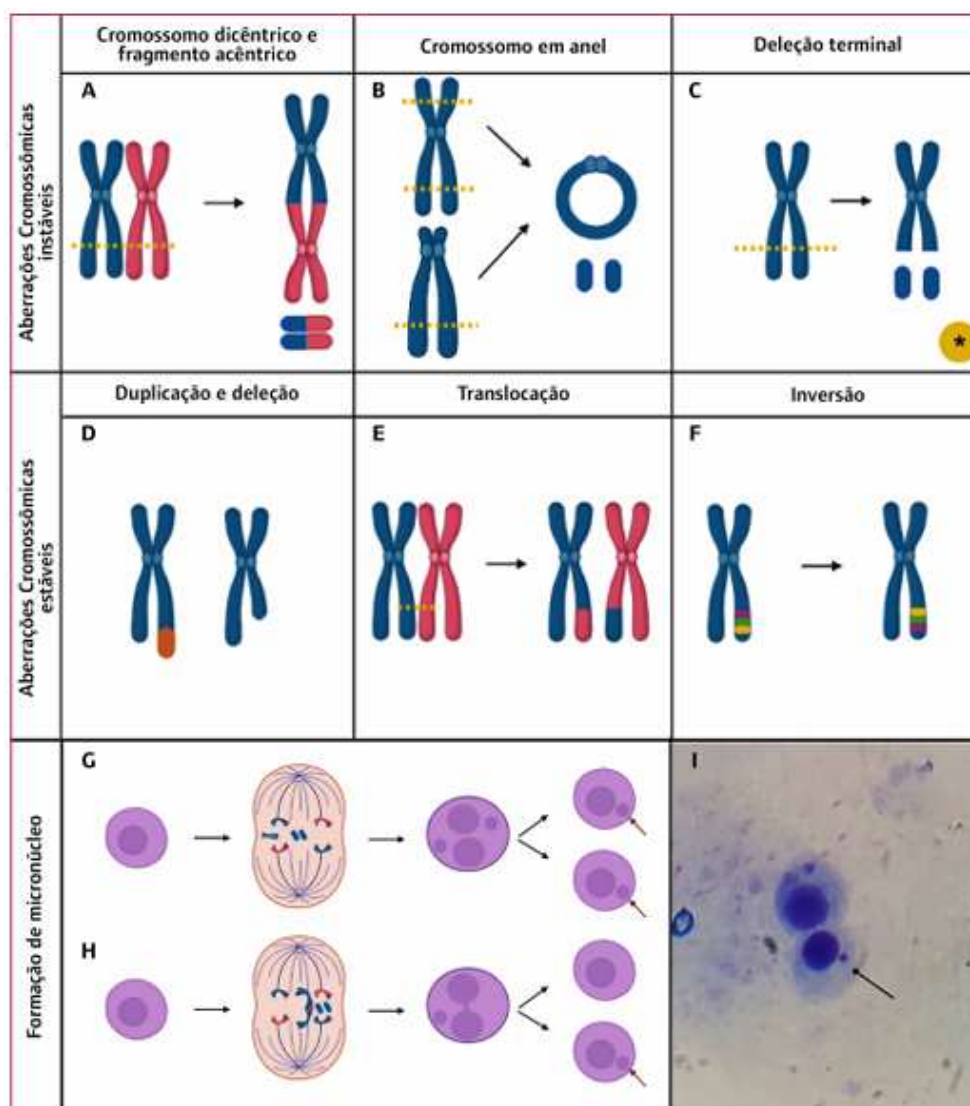 Cromossomo dicêntrico e
fragmento acêntrico
Cromossomo em anel
Deleção terminal
Aberrações Cromossômicas
instáveis
A
B
C
*
Duplicação e deleção
Translocação
Inversão
Aberrações Cromossômicas
estáveis
D
E
F
Formação de micronúcleo
G
H
I